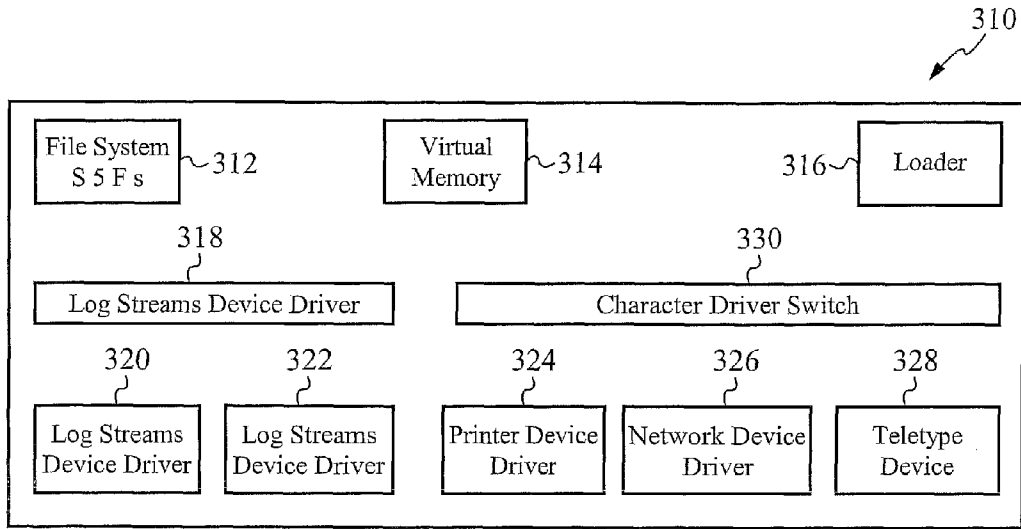 310
File System
S 5 F s
312
Virtual
Memory
314
316
Loader
318
330
Log Streams Device Driver
Character Driver Switch
320
322
324
326
328
Log Streams
Device Driver
Log Streams
Device Driver
Printer Device
Driver
Network Device
Driver
Teletype
Device